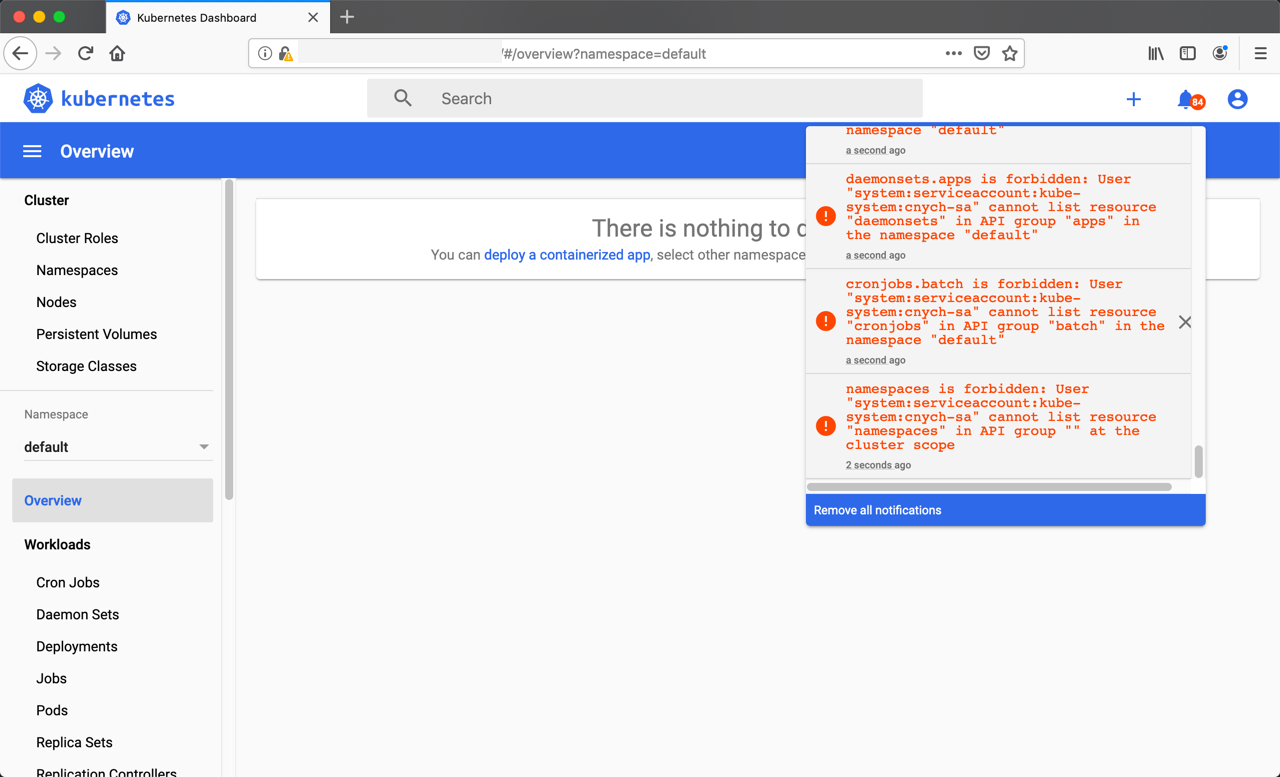 Kubernetes Dashboard
/#/overview?namespace=default
kubernetes
Search
84
Overview
Cluster
Cluster Roles
Namespaces
Nodes
Persistent Volumes
Storage Classes
Namespace
default
Overview
Workloads
Cron Jobs
Daemon Sets
Deployments
Jobs
Pods
Replica Sets
Replication Controllers
There is nothing to d
You can deploy a containerized app, select other namespace
namespace "default"
a second ago
daemonsets.apps is forbidden: User
"system:serviceaccount:kube-
system:cnych-sa" cannot list resource
"daemonsets" in API group "apps" in
the namespace "default"
a second ago
cronjobs.batch is forbidden: User
"system:serviceaccount:kube-
system:cnych-sa" cannot list resource
"cronjobs" in API group "batch" in the
namespace "default"
a second ago
namespaces is forbidden: User
"system:serviceaccount:kube-
system:cnych-sa" cannot list resource
"namespaces" in API group "" at the
cluster scope
2 seconds ago
Remove all notifications